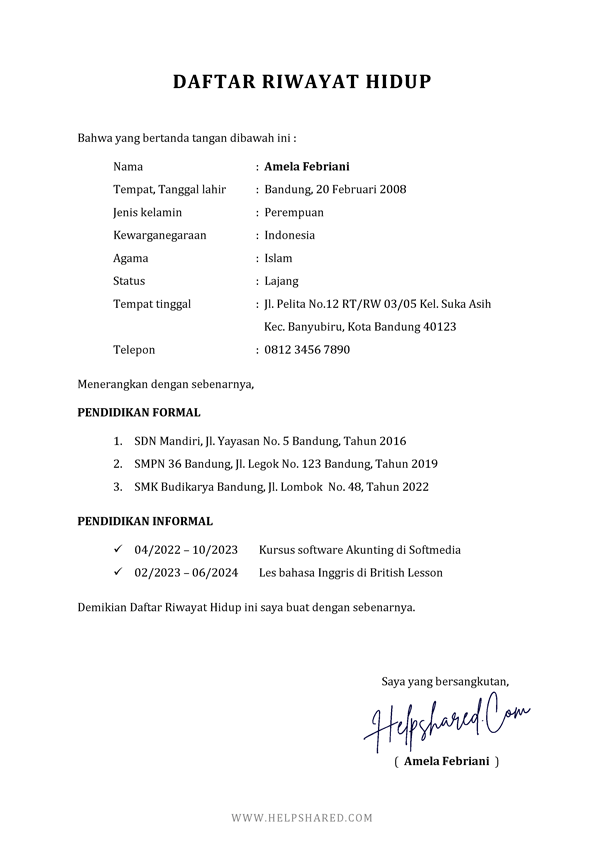 DAFTAR RIWAYAT HIDUP
Bahwa yang bertanda tangan dibawah ini :
Nama : Amela Febriani
Tempat, Tanggal lahir : Bandung, 20 Februari 2008
Jenis kelamin : Perempuan
Kewarganegaraan : Indonesia
Agama : Islam
Status : Lajang
Tempat tinggal : Jl. Pelita No.12 RT/RW 03/05 Kel. Suka Asih
Kec. Banyubiru, Kota Bandung 40123
Telepon : 0812 3456 7890
Menerangkan dengan sebenarnya,
PENDIDIKAN FORMAL
1. SDN Mandiri, Jl. Yayasan No. 5 Bandung, Tahun 2016
2. SMPN 36 Bandung, Jl. Legok No. 123 Bandung, Tahun 2019
3. SMK Budikarya Bandung, Jl. Lombok No. 48, Tahun 2022
PENDIDIKAN INFORMAL
✓ 04/2022 – 10/2023 Kursus software Akunting di Softmedia
✓ 02/2023 – 06/2024 Les bahasa Inggris di British Lesson
Demikian Daftar Riwayat Hidup ini saya buat dengan sebenarnya.
Saya yang bersangkutan,
Helpshared.Com
( Amela Febriani )
WWW.HELPSHARED.COM